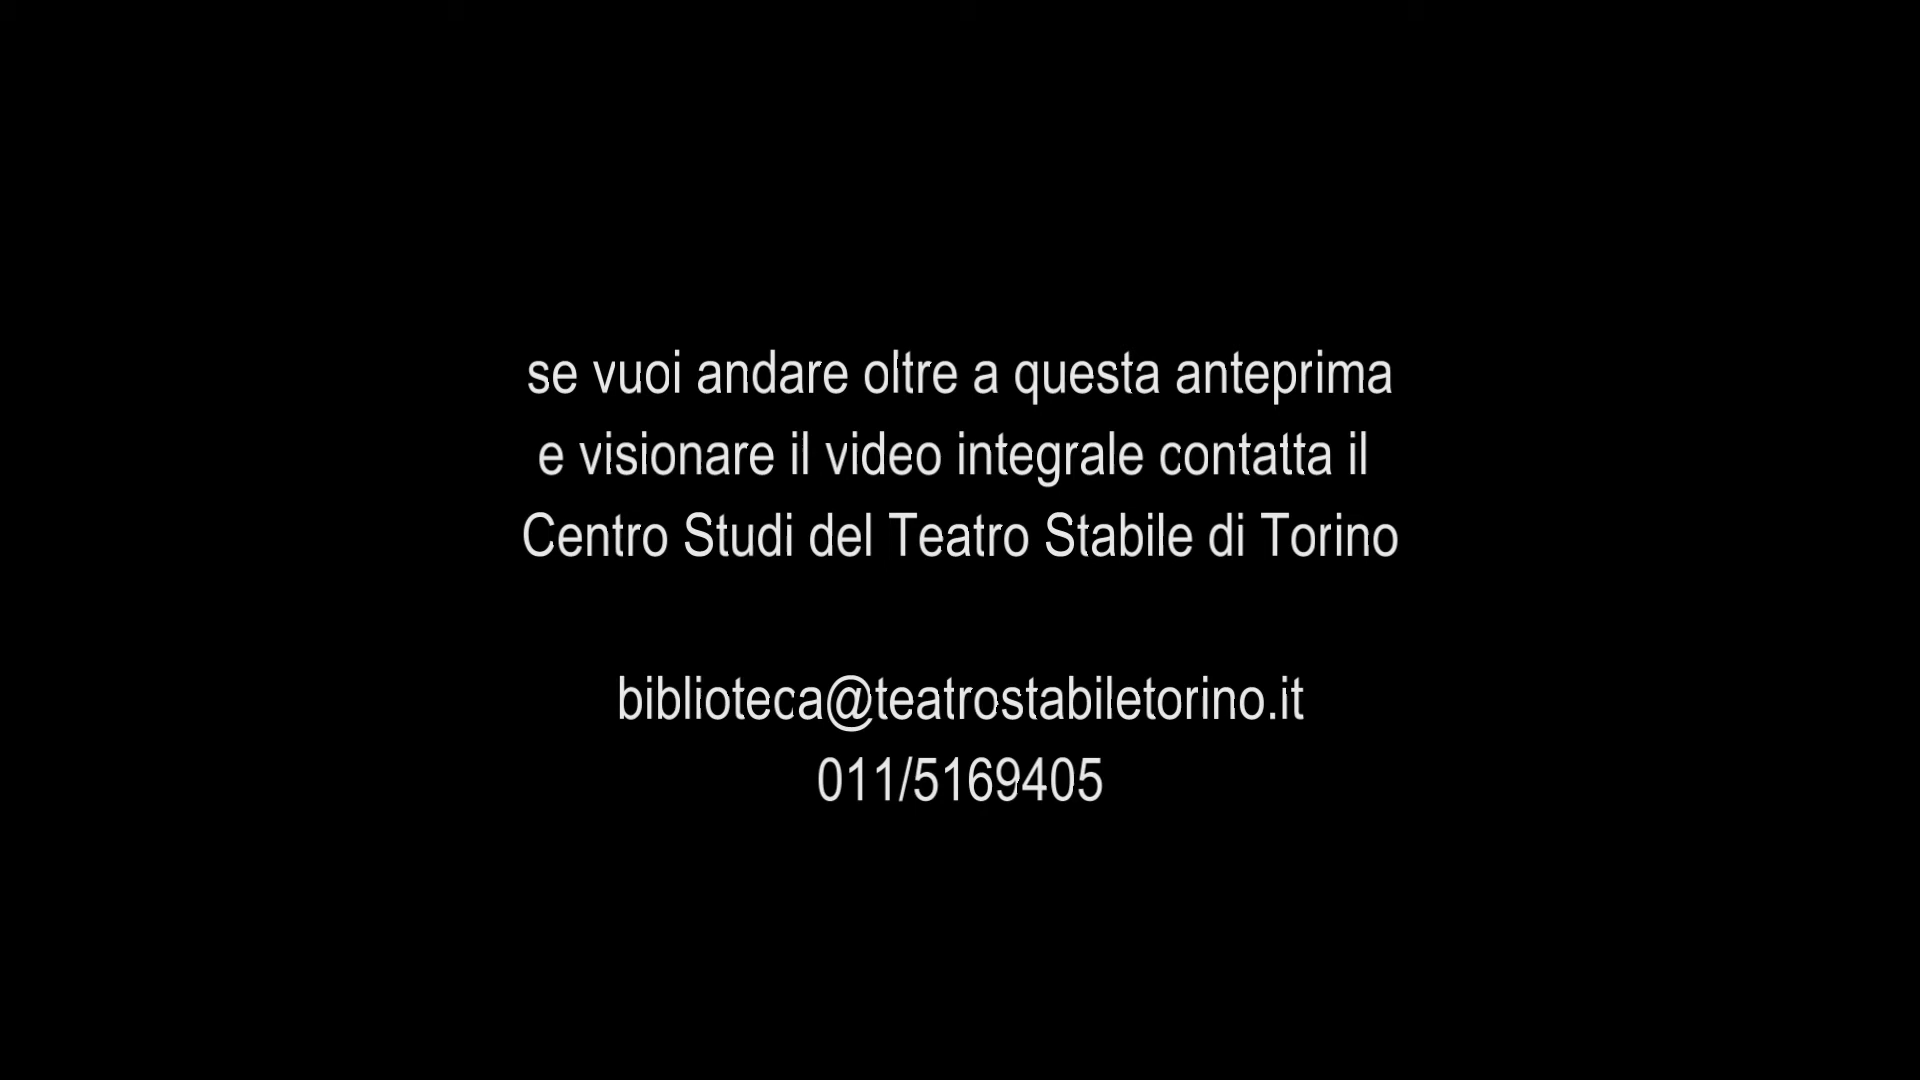 se vuoi andare oltre a questa anteprima
e visionare il video integrale contatta il
Centro Studi del Teatro Stabile di Torino
biblioteca@teatrostabiletorino.it
011/5169405